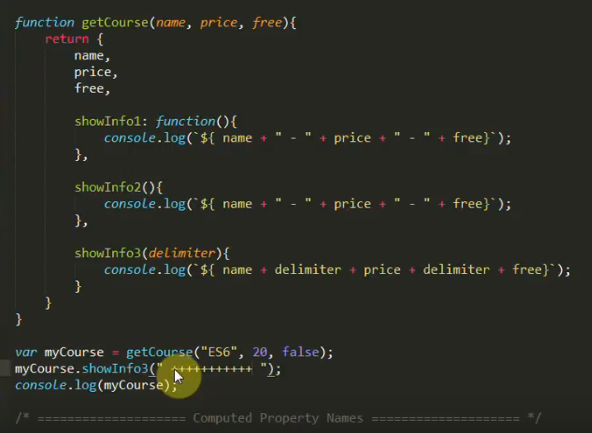 function getCourse(name, price, free){
return {
name,
price,
free,
showInfo1: function(){
console.log(`${ name + " - " + price + " - " + free}`);
},
showInfo2(){
console.log(`${ name + " - " + price + " - " + free}`);
},
showInfo3(delimiter){
console.log(`${ name + delimiter + price + delimiter + free}`);
}
}
}
var myCourse = getCourse("ES6", 20, false);
myCourse.showInfo3(" +++++++++++ ");
console.log(myCourse);
/* ==================== Computed Property Names ==================== */